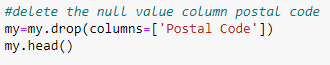 #delete the null value column postal code
my=my.drop(columns=['Postal Code'])
my.head()